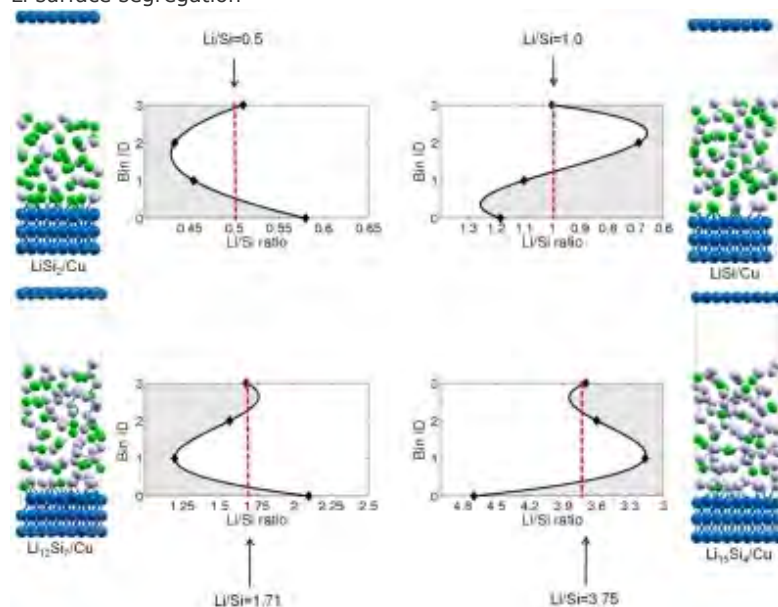 Li surface segregation
Li/Si=0.5
Li/Si=1.0
3
2
1
0
Bin ID
0.45 0.5 0.55 0.6 0.65
Li/Si ratio
LiSi₂/Cu
3
2
1
0
Bin ID
1.3 1.2 1.1 1 0.9 0.8 0.7 0.6
Li/Si ratio
LiSi/Cu
3
2
1
0
Bin ID
1.25 1.5 1.75 2 2.25 2.5
Li/Si ratio
Li₁₂Si₇/Cu
3
2
1
0
Bin ID
4.8 4.5 4.2 3.9 3.6 3.3 3
Li/Si ratio
Li₁₅Si₄/Cu
Li/Si=1.71
Li/Si=3.75